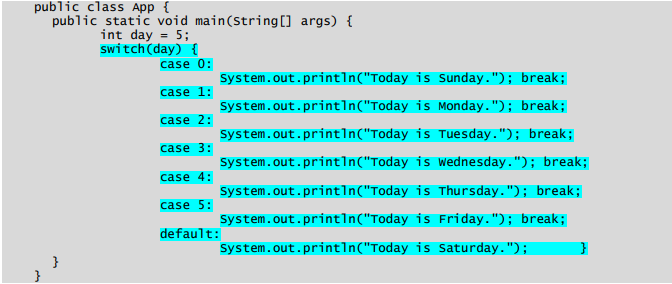 public class App {
public static void main(String[] args) {
int day = 5;
switch(day) {
case 0:
System.out.println("Today is Sunday."); break;
case 1:
System.out.println("Today is Monday."); break;
case 2:
System.out.println("Today is Tuesday."); break;
case 3:
System.out.println("Today is Wednesday."); break;
case 4:
System.out.println("Today is Thursday."); break;
case 5:
System.out.println("Today is Friday."); break;
default:
System.out.println("Today is Saturday."); }
}
}